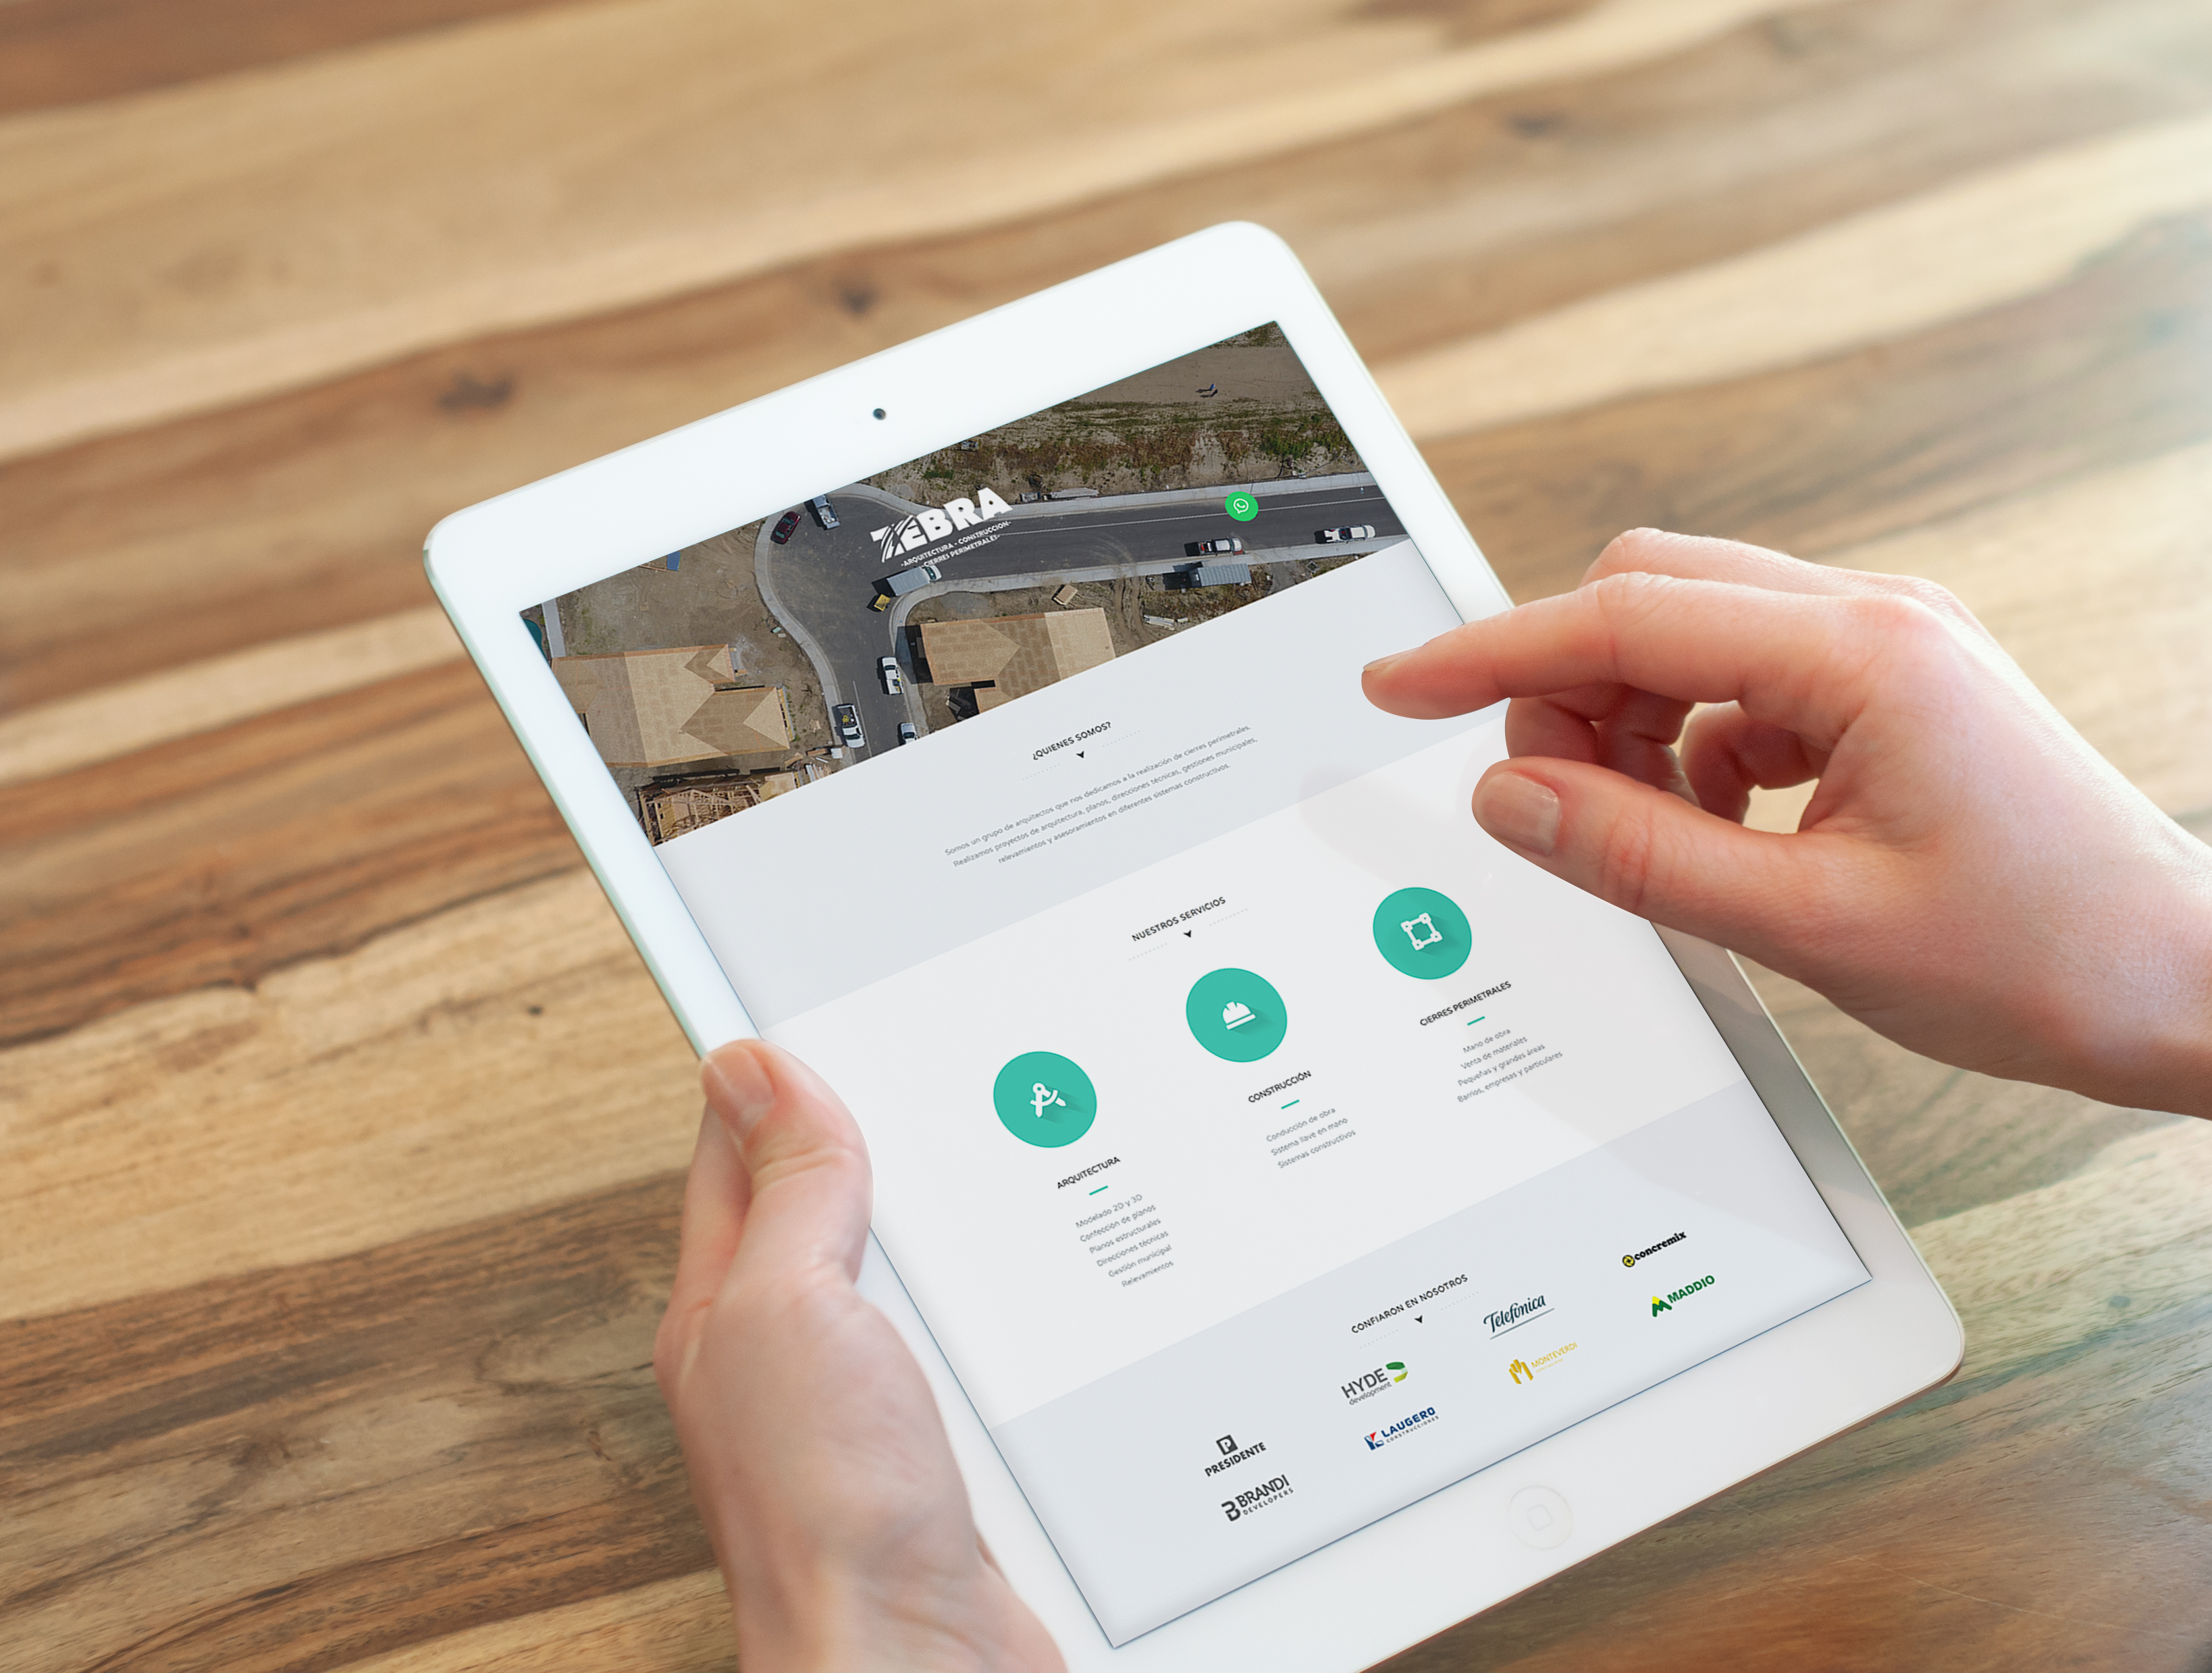 ZEBRA
-ARQUITECTURA - CONSTRUCCION-
-CIERRES PERIMETRALES-
¿QUIENES SOMOS?
Somos un grupo de arquitectos que nos dedicamos a la realización de cierres perimetrales.
Realizamos proyectos de arquitectura, planos, direcciones técnicas, gestiones municipales,
relevamientos y asesoramientos en diferentes sistemas constructivos.
NUESTROS SERVICIOS
ARQUITECTURA
Modelado 2D y 3D
Confección de planos
Planos estructurales
Direcciones técnicas
Gestión municipal
Relevamientos
CONSTRUCCIÓN
Conducción de obra
Sistema llave en mano
Sistemas constructivos
CIERRES PERIMETRALES
Mano de obra
Venta de materiales
Pequeñas y grandes áreas
Barrios, empresas y particulares
CONFIARON EN NOSOTROS
P
PRESIDENTE
HYDE
development
Telefónica
concremix
BRANDI
DEVELOPERS
LAUGERO
CONSTRUCCIONES
MONTEVERDI
MADDIO